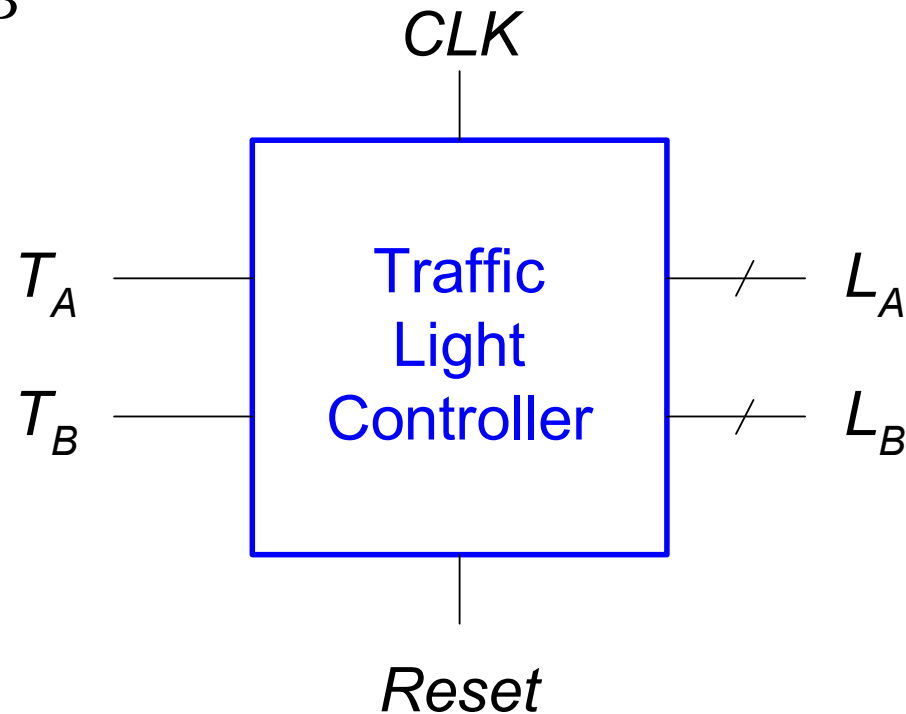 CLK
T_A
Traffic
Light
Controller
L_A
T_B
L_B
Reset